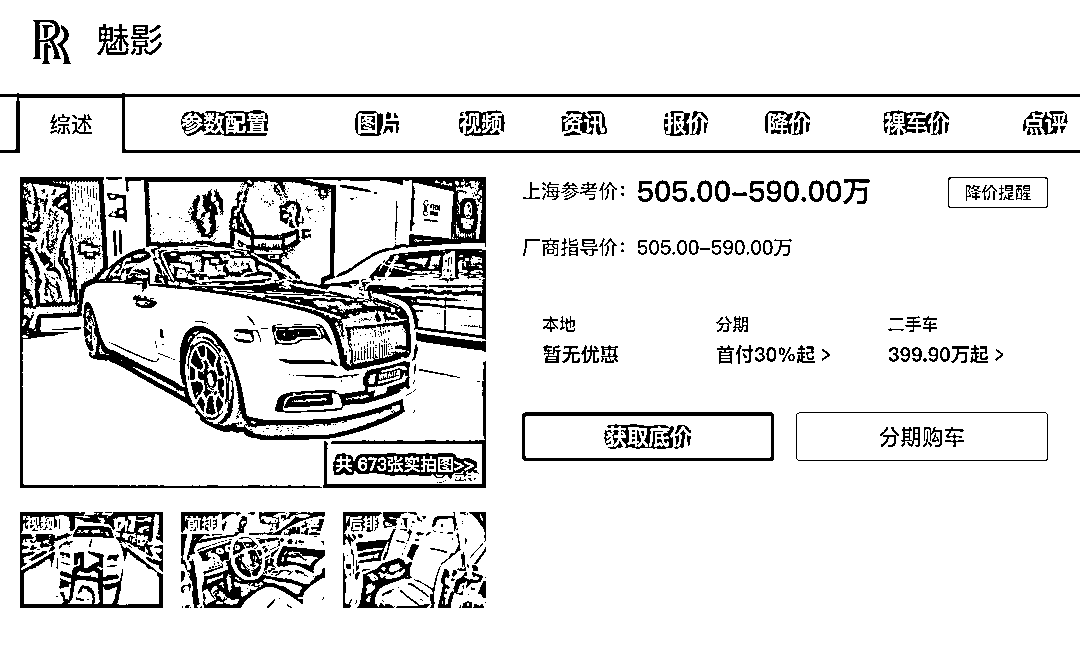 RR 魅影
综述 参数配置 图片 视频 资讯 报价 降价 裸车价 点评
上海参考价: 505.00-590.00万 降价提醒
厂商指导价: 505.00-590.00万
本地 分期 二手车
暂无优惠 首付30%起 > 399.90万起 >
获取底价 分期购车
共 673张实拍图>>
视频 前排 后排